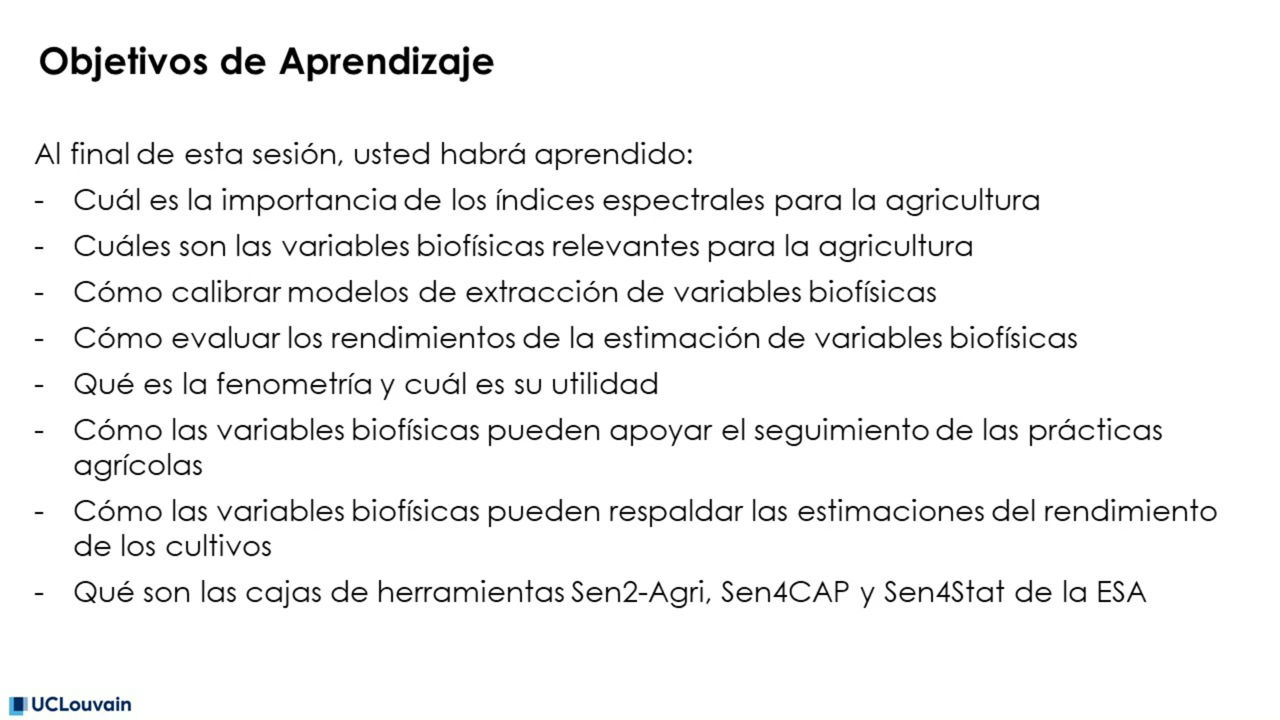 Objetivos de Aprendizaje
Al final de esta sesión, usted habrá aprendido:
- Cuál es la importancia de los índices espectrales para la agricultura
- Cuáles son las variables biofísicas relevantes para la agricultura
- Cómo calibrar modelos de extracción de variables biofísicas
- Cómo evaluar los rendimientos de la estimación de variables biofísicas
- Qué es la fenometría y cuál es su utilidad
- Cómo las variables biofísicas pueden apoyar el seguimiento de las prácticas
agrícolas
- Cómo las variables biofísicas pueden respaldar las estimaciones del rendimiento
de los cultivos
- Qué son las cajas de herramientas Sen2-Agri, Sen4CAP y Sen4Stat de la ESA
UCLouvain